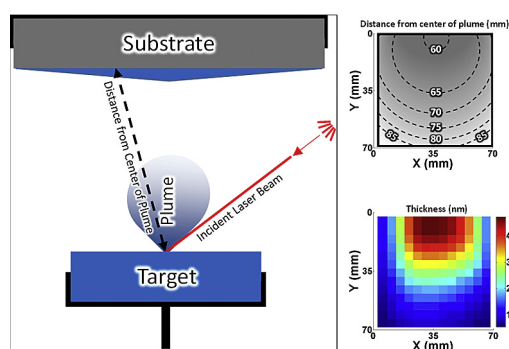 Substrate
Distance from Center of Plume
Plume
Incident Laser Beam
Target
Distance from center of plume (mm)
0
35
70
Y (mm)
60
65
70
75
80
85
85
0
35
70
X (mm)
Thickness (nm)
0
35
70
Y (mm)
0
35
70
X (mm)